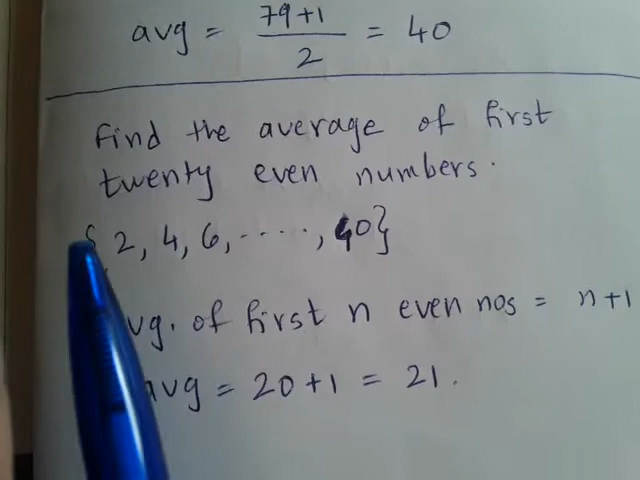 avg = 79+1 / 2 = 40
Find the average of first
twenty even numbers.
{ 2, 4, 6, ....., 40}
vg. of first n even nos = n+1
avg = 20+1 = 21.